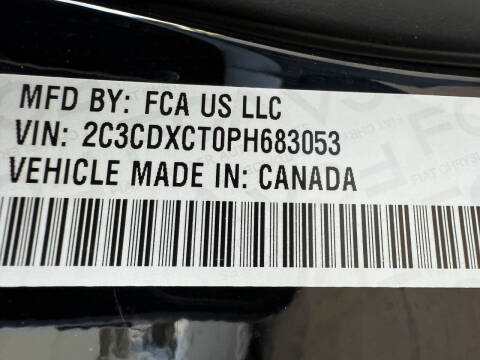 MFD BY: FCA US LLC
VIN: 2C3CDXCT0PH683053
VEHICLE MADE IN: CANADA